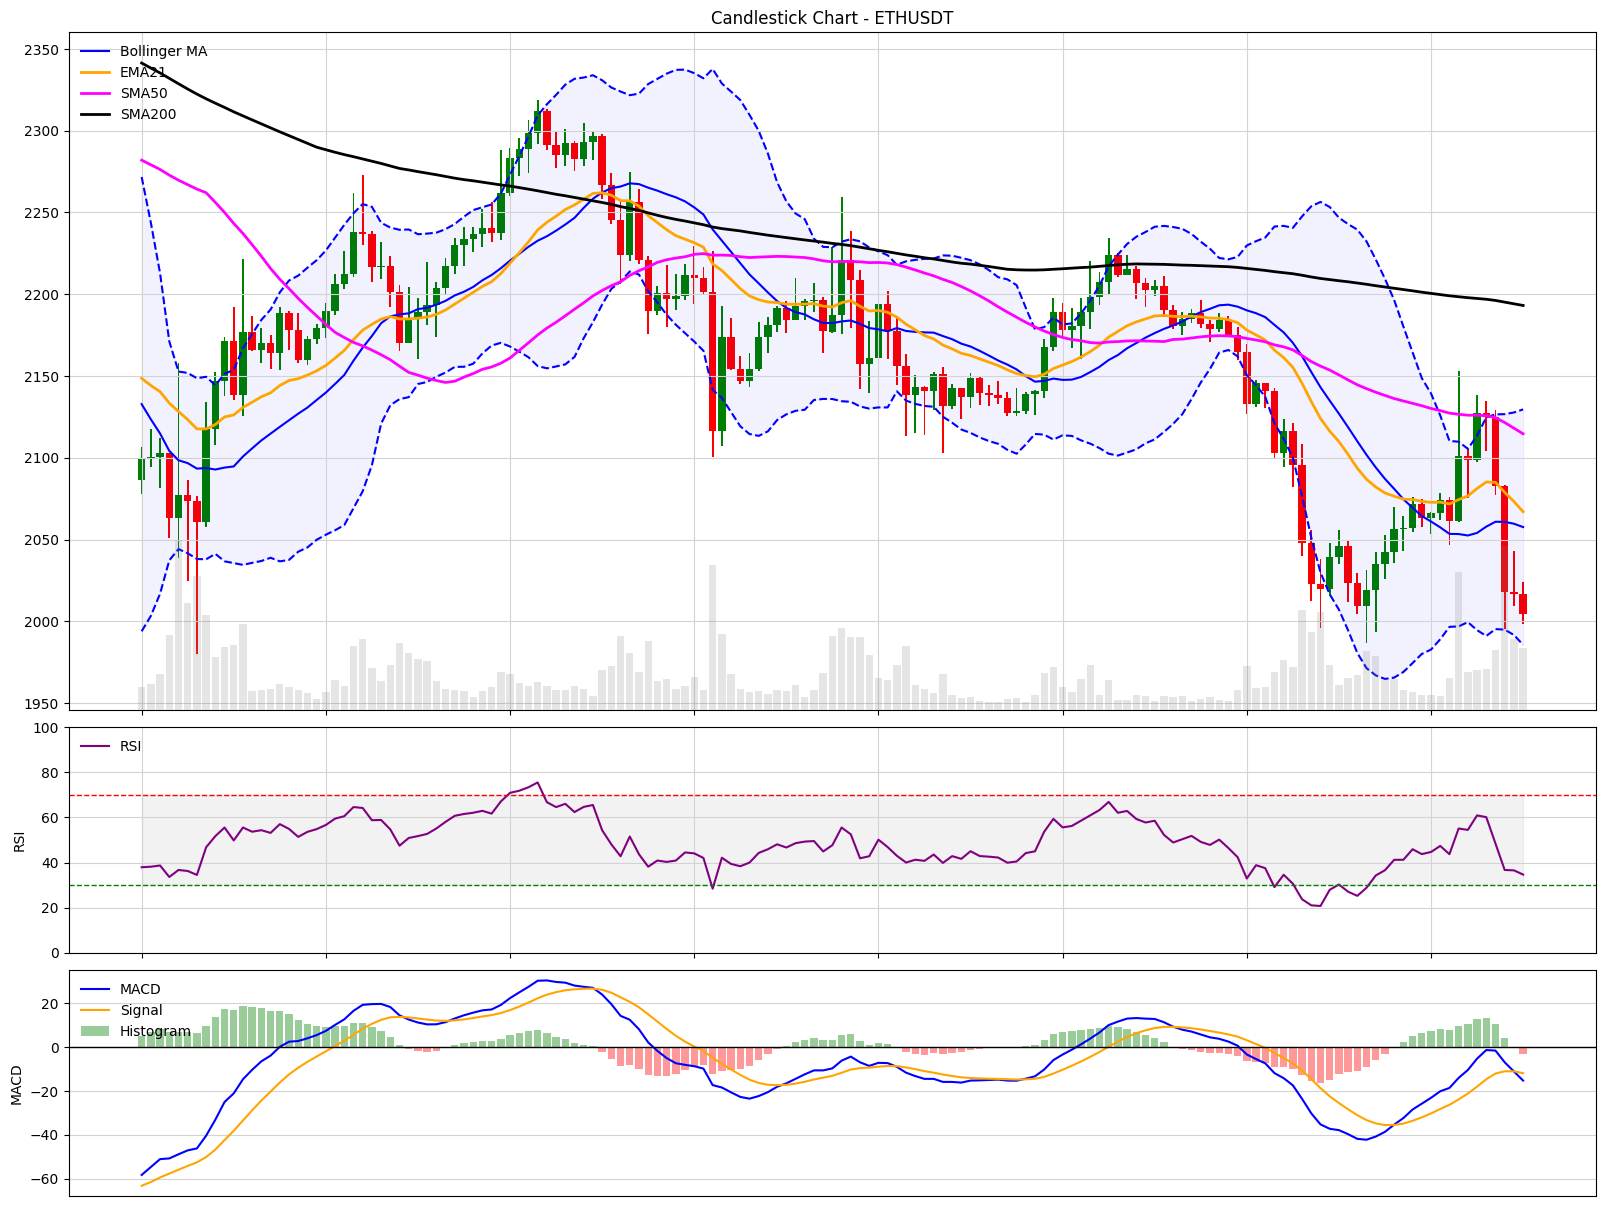 Candlestick Chart - ETHUSDT
Bollinger MA
EMA21
SMA50
SMA200
2350
2300
2250
2200
2150
2100
2050
2000
1950
RSI
100
80
60
40
20
0
RSI
MACD
Signal
Histogram
20
0
−20
−40
−60
MACD